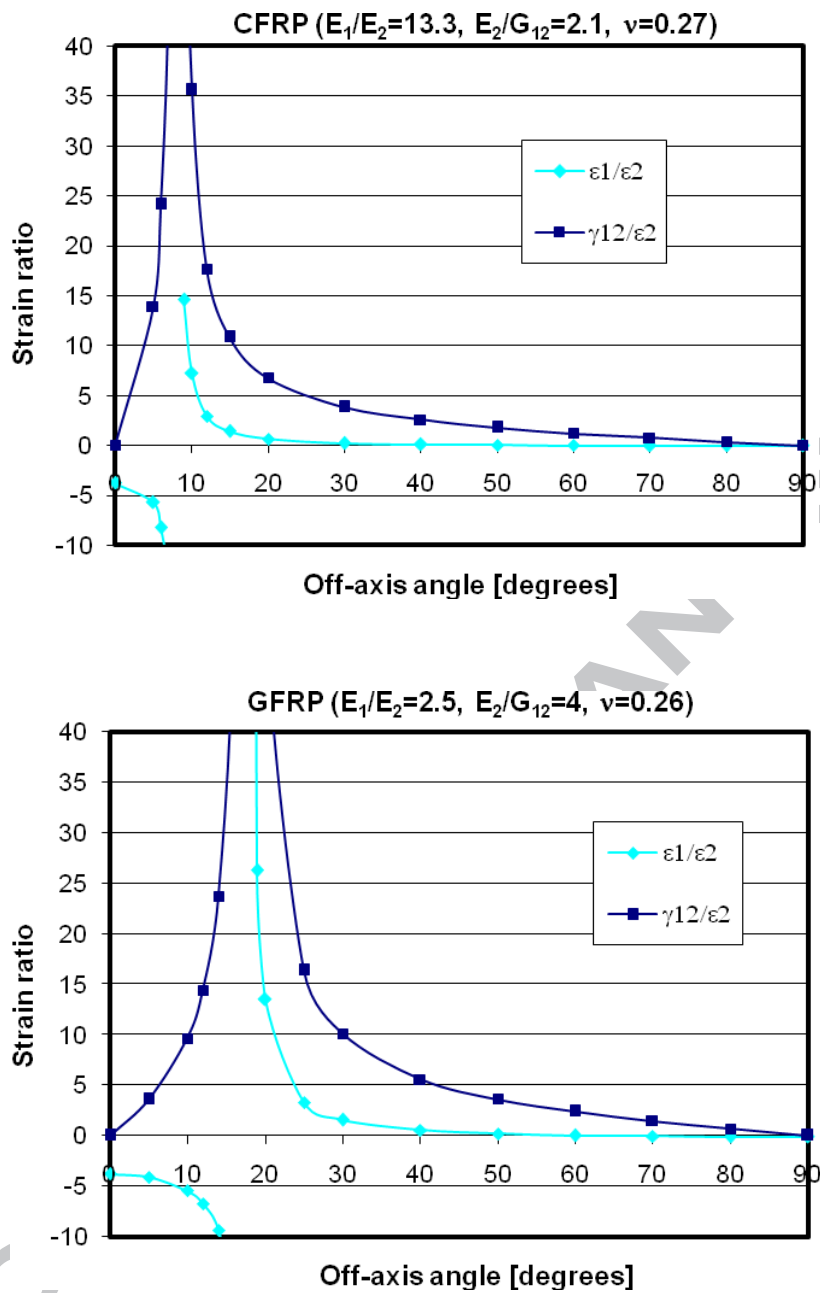 CFRP (E₁/E₂=13.3, E₂/G₁₂=2.1, ν=0.27)
40
35
30
25
20
15
10
5
0
-5
-10
Strain ratio
ε1/ε2
γ12/ε2
0 10 20 30 40 50 60 70 80 90
Off-axis angle [degrees]
GFRP (E₁/E₂=2.5, E₂/G₁₂=4, ν=0.26)
40
35
30
25
20
15
10
5
0
-5
-10
Strain ratio
ε1/ε2
γ12/ε2
0 10 20 30 40 50 60 70 80 90
Off-axis angle [degrees]